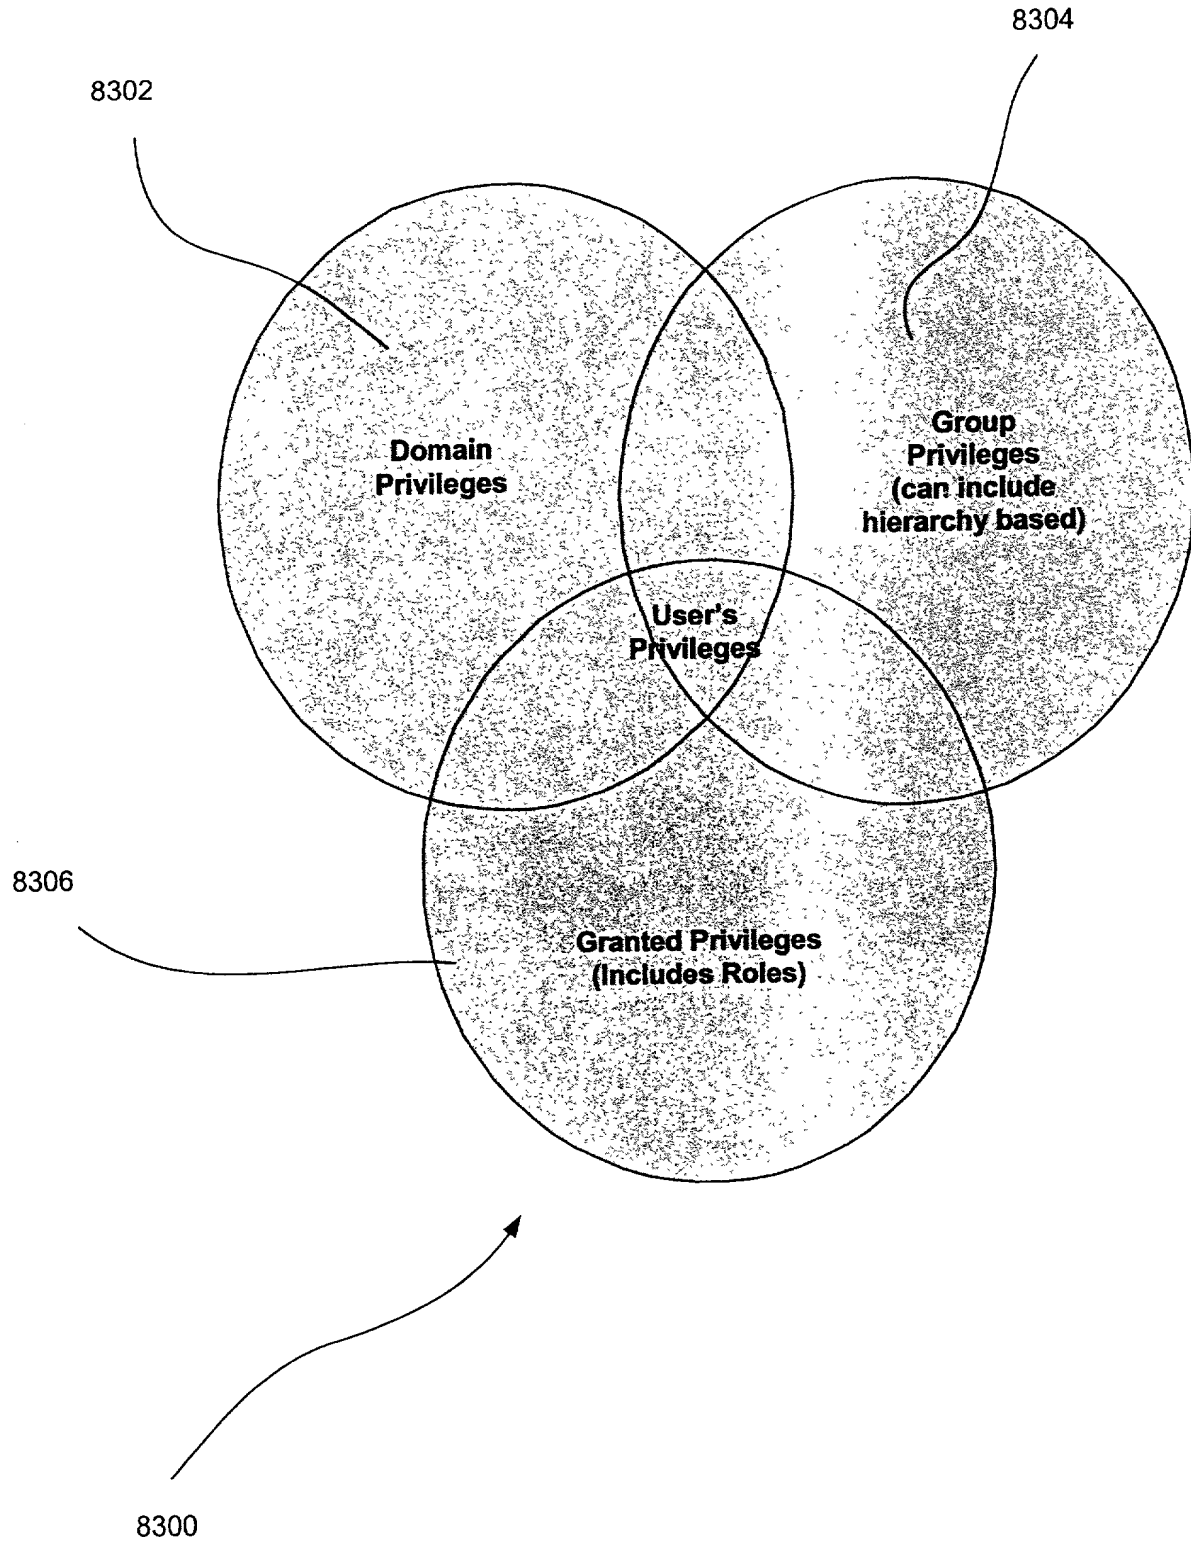 8304
8302
Domain
Privileges
Group
Privileges
(can include
hierarchy based)
User's
Privileges
8306
Granted Privileges
(Includes Roles)
8300